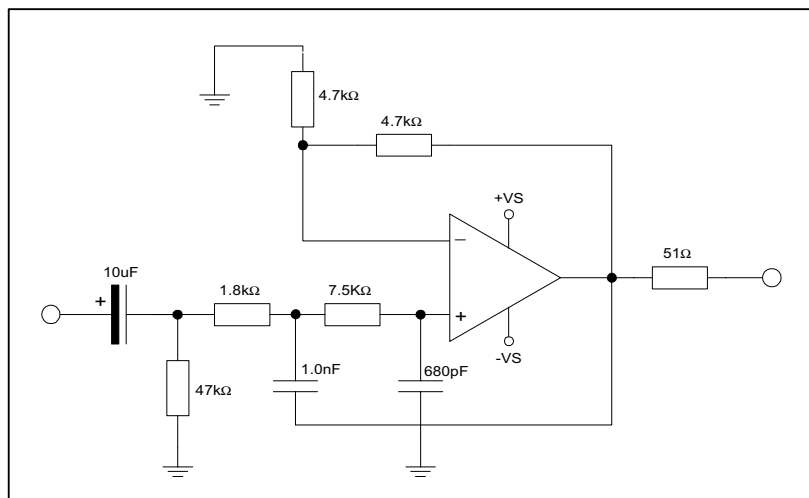 4.7kΩ
4.7kΩ
+VS
−
10uF
51Ω
+
1.8kΩ
7.5KΩ
+
-VS
1.0nF
680pF
47kΩ